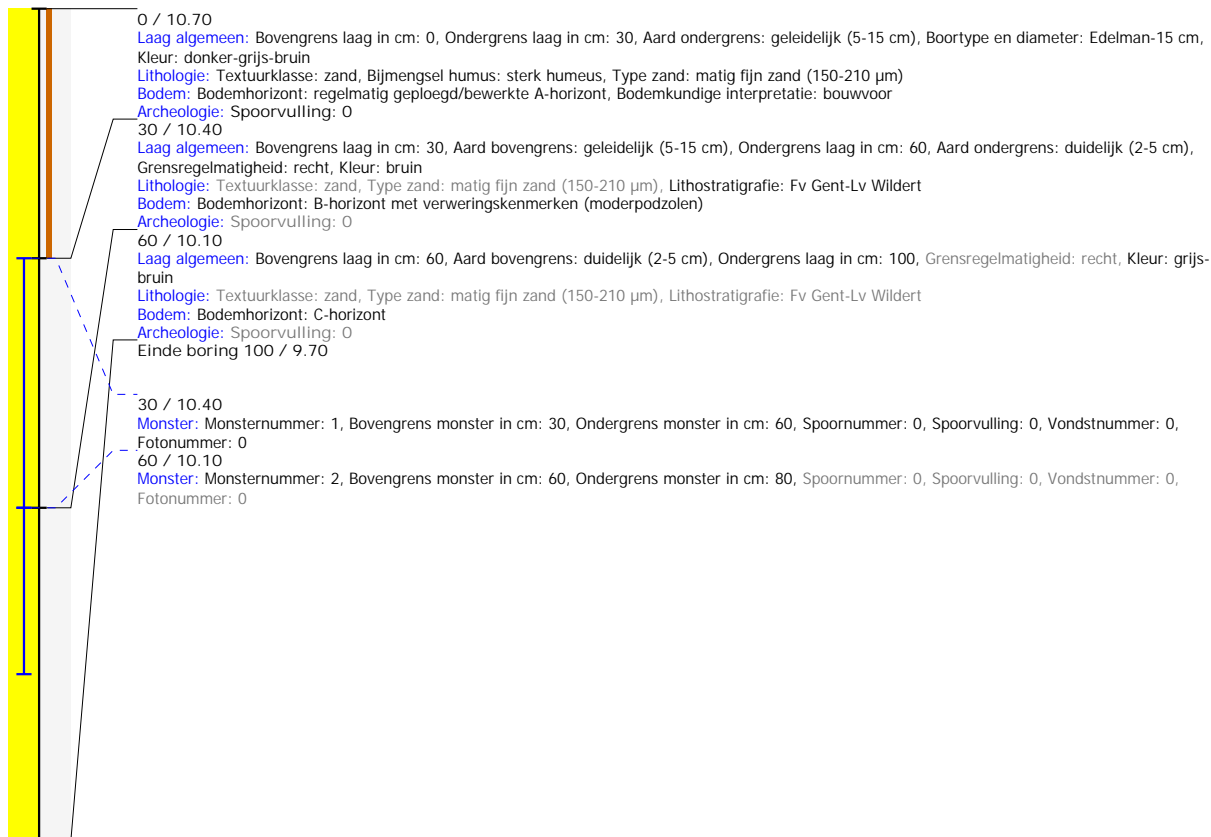 0 / 10.70
Laag algemeen: Bovengrens laag in cm: 0, Ondergrens laag in cm: 30, Aard ondergrens: geleidelijk (5-15 cm), Boortype en diameter: Edelman-15 cm,
Kleur: donker-grijs-bruin
Lithologie: Textuurklasse: zand, Bijmengsel humus: sterk humeus, Type zand: matig fijn zand (150-210 µm)
Bodem: Bodemhorizont: regelmatig geploegd/bewerkte A-horizont, Bodemkundige interpretatie: bouwvoor
Archeologie: Spoorvulling: 0
30 / 10.40
Laag algemeen: Bovengrens laag in cm: 30, Aard bovengrens: geleidelijk (5-15 cm), Ondergrens laag in cm: 60, Aard ondergrens: duidelijk (2-5 cm),
Grensregelmatigheid: recht, Kleur: bruin
Lithologie: Textuurklasse: zand, Type zand: matig fijn zand (150-210 µm), Lithostratigrafie: Fv Gent-Lv Wildert
Bodem: Bodemhorizont: B-horizont met verweringskenmerken (moderpodzolen)
Archeologie: Spoorvulling: 0
60 / 10.10
Laag algemeen: Bovengrens laag in cm: 60, Aard bovengrens: duidelijk (2-5 cm), Ondergrens laag in cm: 100, Grensregelmatigheid: recht, Kleur: grijs-
bruin
Lithologie: Textuurklasse: zand, Type zand: matig fijn zand (150-210 µm), Lithostratigrafie: Fv Gent-Lv Wildert
Bodem: Bodemhorizont: C-horizont
Archeologie: Spoorvulling: 0
Einde boring 100 / 9.70
30 / 10.40
Monster: Monsternummer: 1, Bovengrens monster in cm: 30, Ondergrens monster in cm: 60, Spoornummer: 0, Spoorvulling: 0, Vondstnummer: 0,
Fotonummer: 0
60 / 10.10
Monster: Monsternummer: 2, Bovengrens monster in cm: 60, Ondergrens monster in cm: 80, Spoornummer: 0, Spoorvulling: 0, Vondstnummer: 0,
Fotonummer: 0